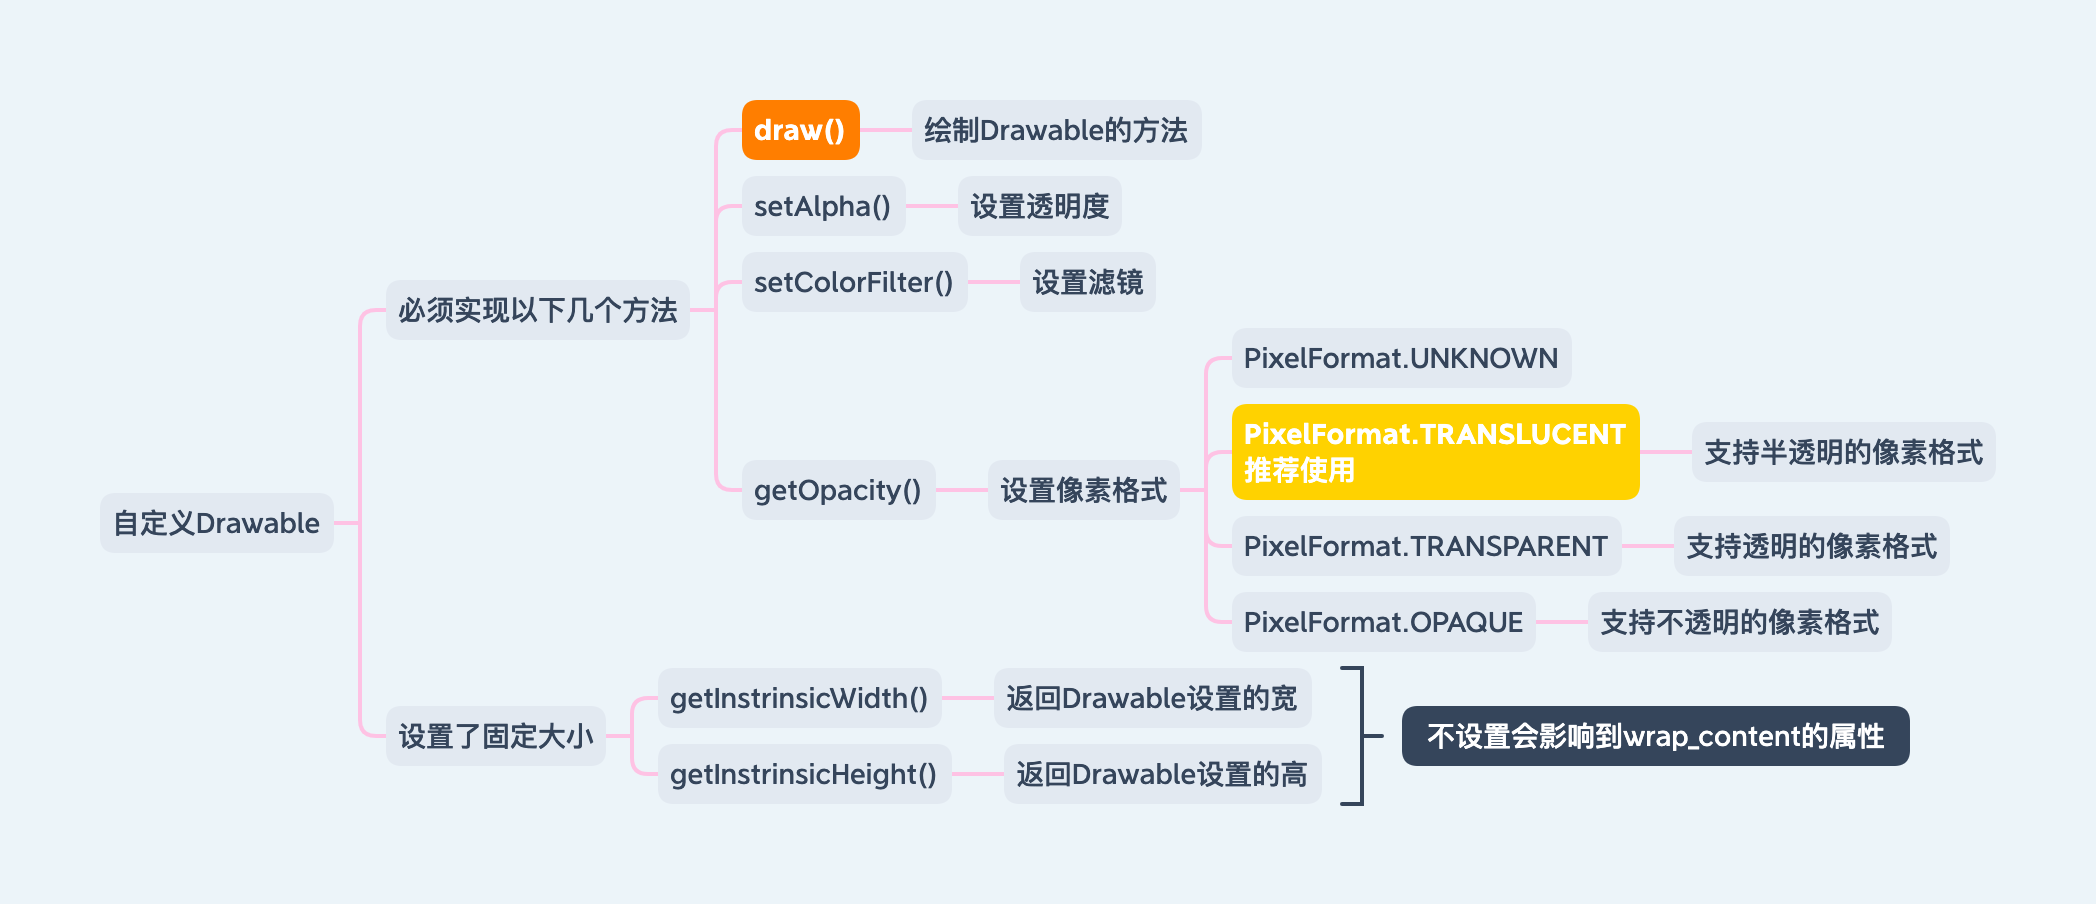 自定义Drawable
必须实现以下几个方法
draw()
绘制Drawable的方法
setAlpha()
设置透明度
setColorFilter()
设置滤镜
getOpacity()
设置像素格式
PixelFormat.UNKNOWN
PixelFormat.TRANSLUCENT
推荐使用
支持半透明的像素格式
PixelFormat.TRANSPARENT
支持透明的像素格式
PixelFormat.OPAQUE
支持不透明的像素格式
设置了固定大小
getInstrinsicWidth()
返回Drawable设置的宽
getInstrinsicHeight()
返回Drawable设置的高
不设置会影响到wrap_content的属性